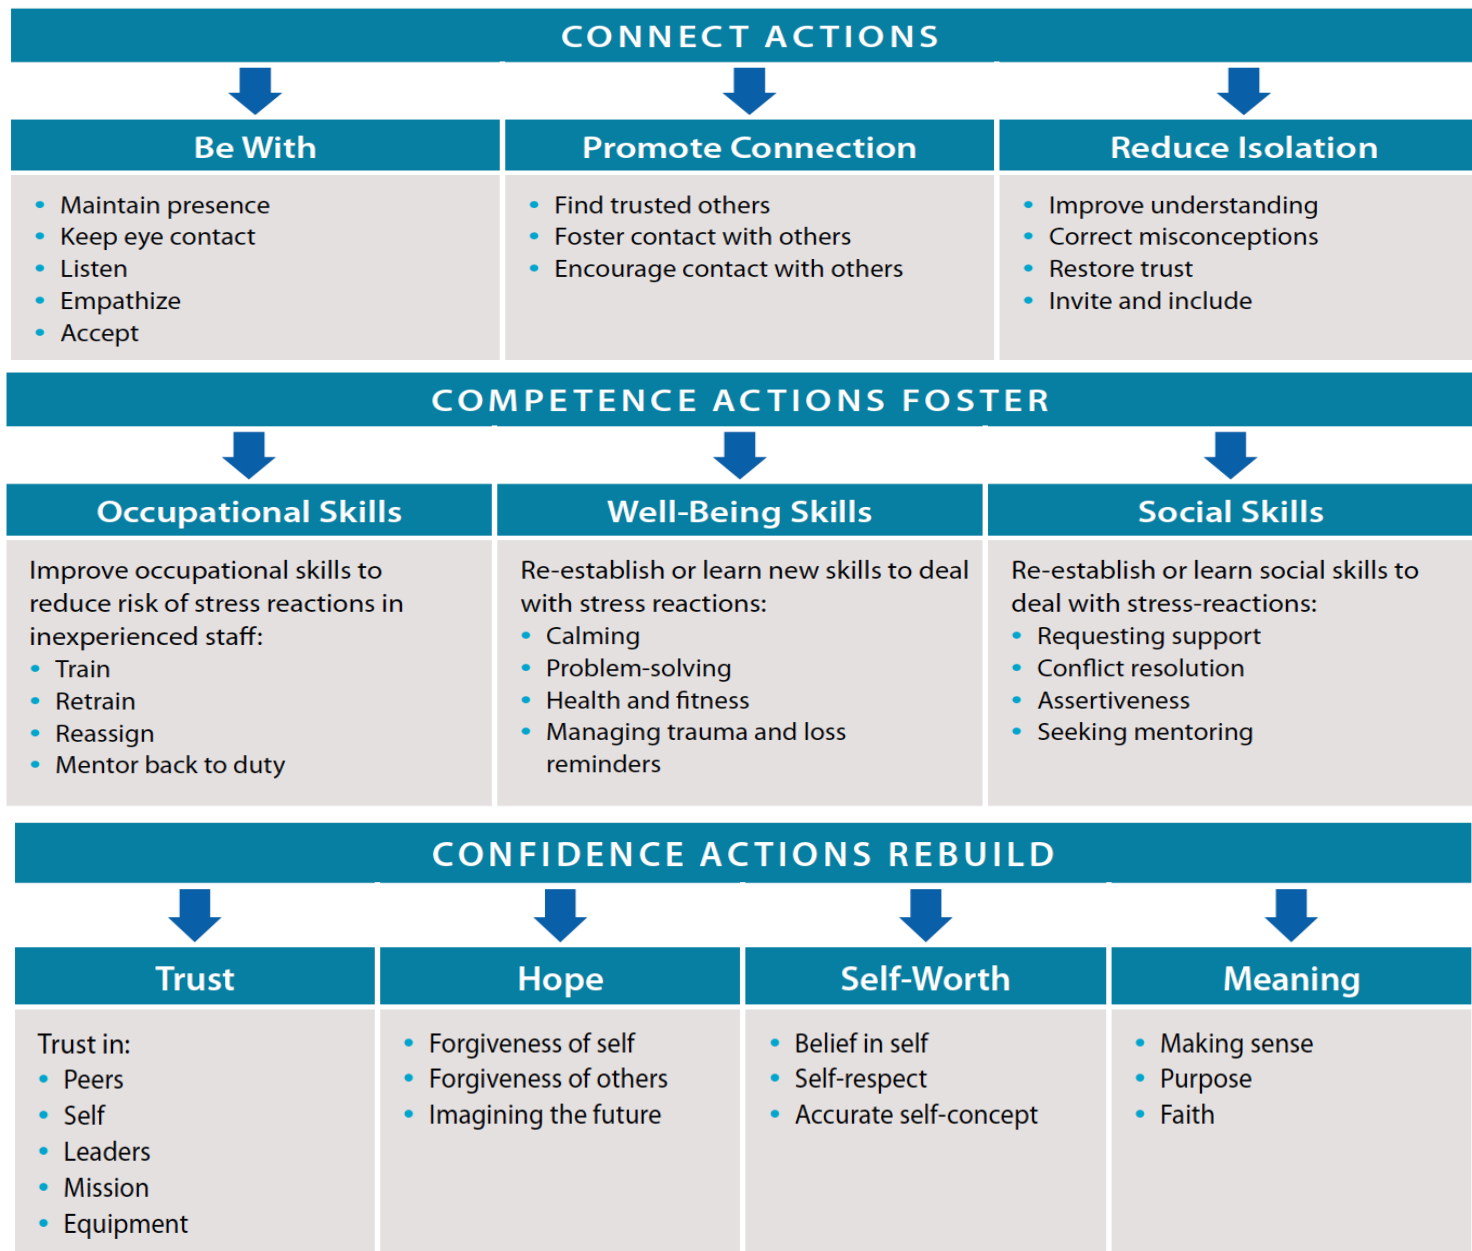 CONNECT ACTIONS
Be With
• Maintain presence
• Keep eye contact
• Listen
• Empathize
• Accept
Promote Connection
• Find trusted others
• Foster contact with others
• Encourage contact with others
Reduce Isolation
• Improve understanding
• Correct misconceptions
• Restore trust
• Invite and include
COMPETENCE ACTIONS FOSTER
Occupational Skills
Improve occupational skills to
reduce risk of stress reactions in
inexperienced staff:
• Train
• Retrain
• Reassign
• Mentor back to duty
Well-Being Skills
Re-establish or learn new skills to deal
with stress reactions:
• Calming
• Problem-solving
• Health and fitness
• Managing trauma and loss
reminders
Social Skills
Re-establish or learn social skills to
deal with stress-reactions:
• Requesting support
• Conflict resolution
• Assertiveness
• Seeking mentoring
CONFIDENCE ACTIONS REBUILD
Trust
Trust in:
• Peers
• Self
• Leaders
• Mission
• Equipment
Hope
• Forgiveness of self
• Forgiveness of others
• Imagining the future
Self-Worth
• Belief in self
• Self-respect
• Accurate self-concept
Meaning
• Making sense
• Purpose
• Faith